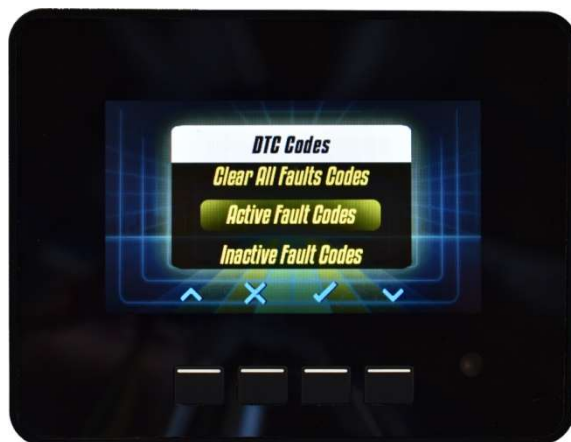 DTC Codes
Clear All Faults Codes
Active Fault Codes
Inactive Fault Codes